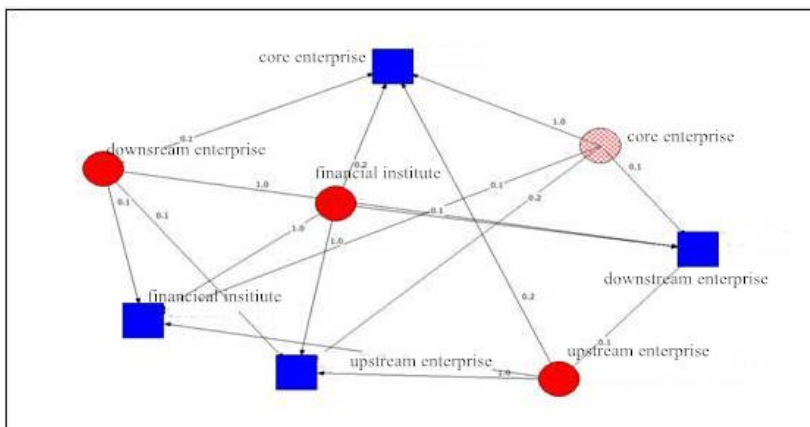 core enterprise
1.0
core enterprise
0.2
downsream enterprise
0.2
financial institute
0.1
1.0
0.1
0.2
0.1
0.1
0.1
1.0
1.0
downstream enterprise
financical insitiute
0.2
0.1
upstream enterprise
upstream enterprise
1.0